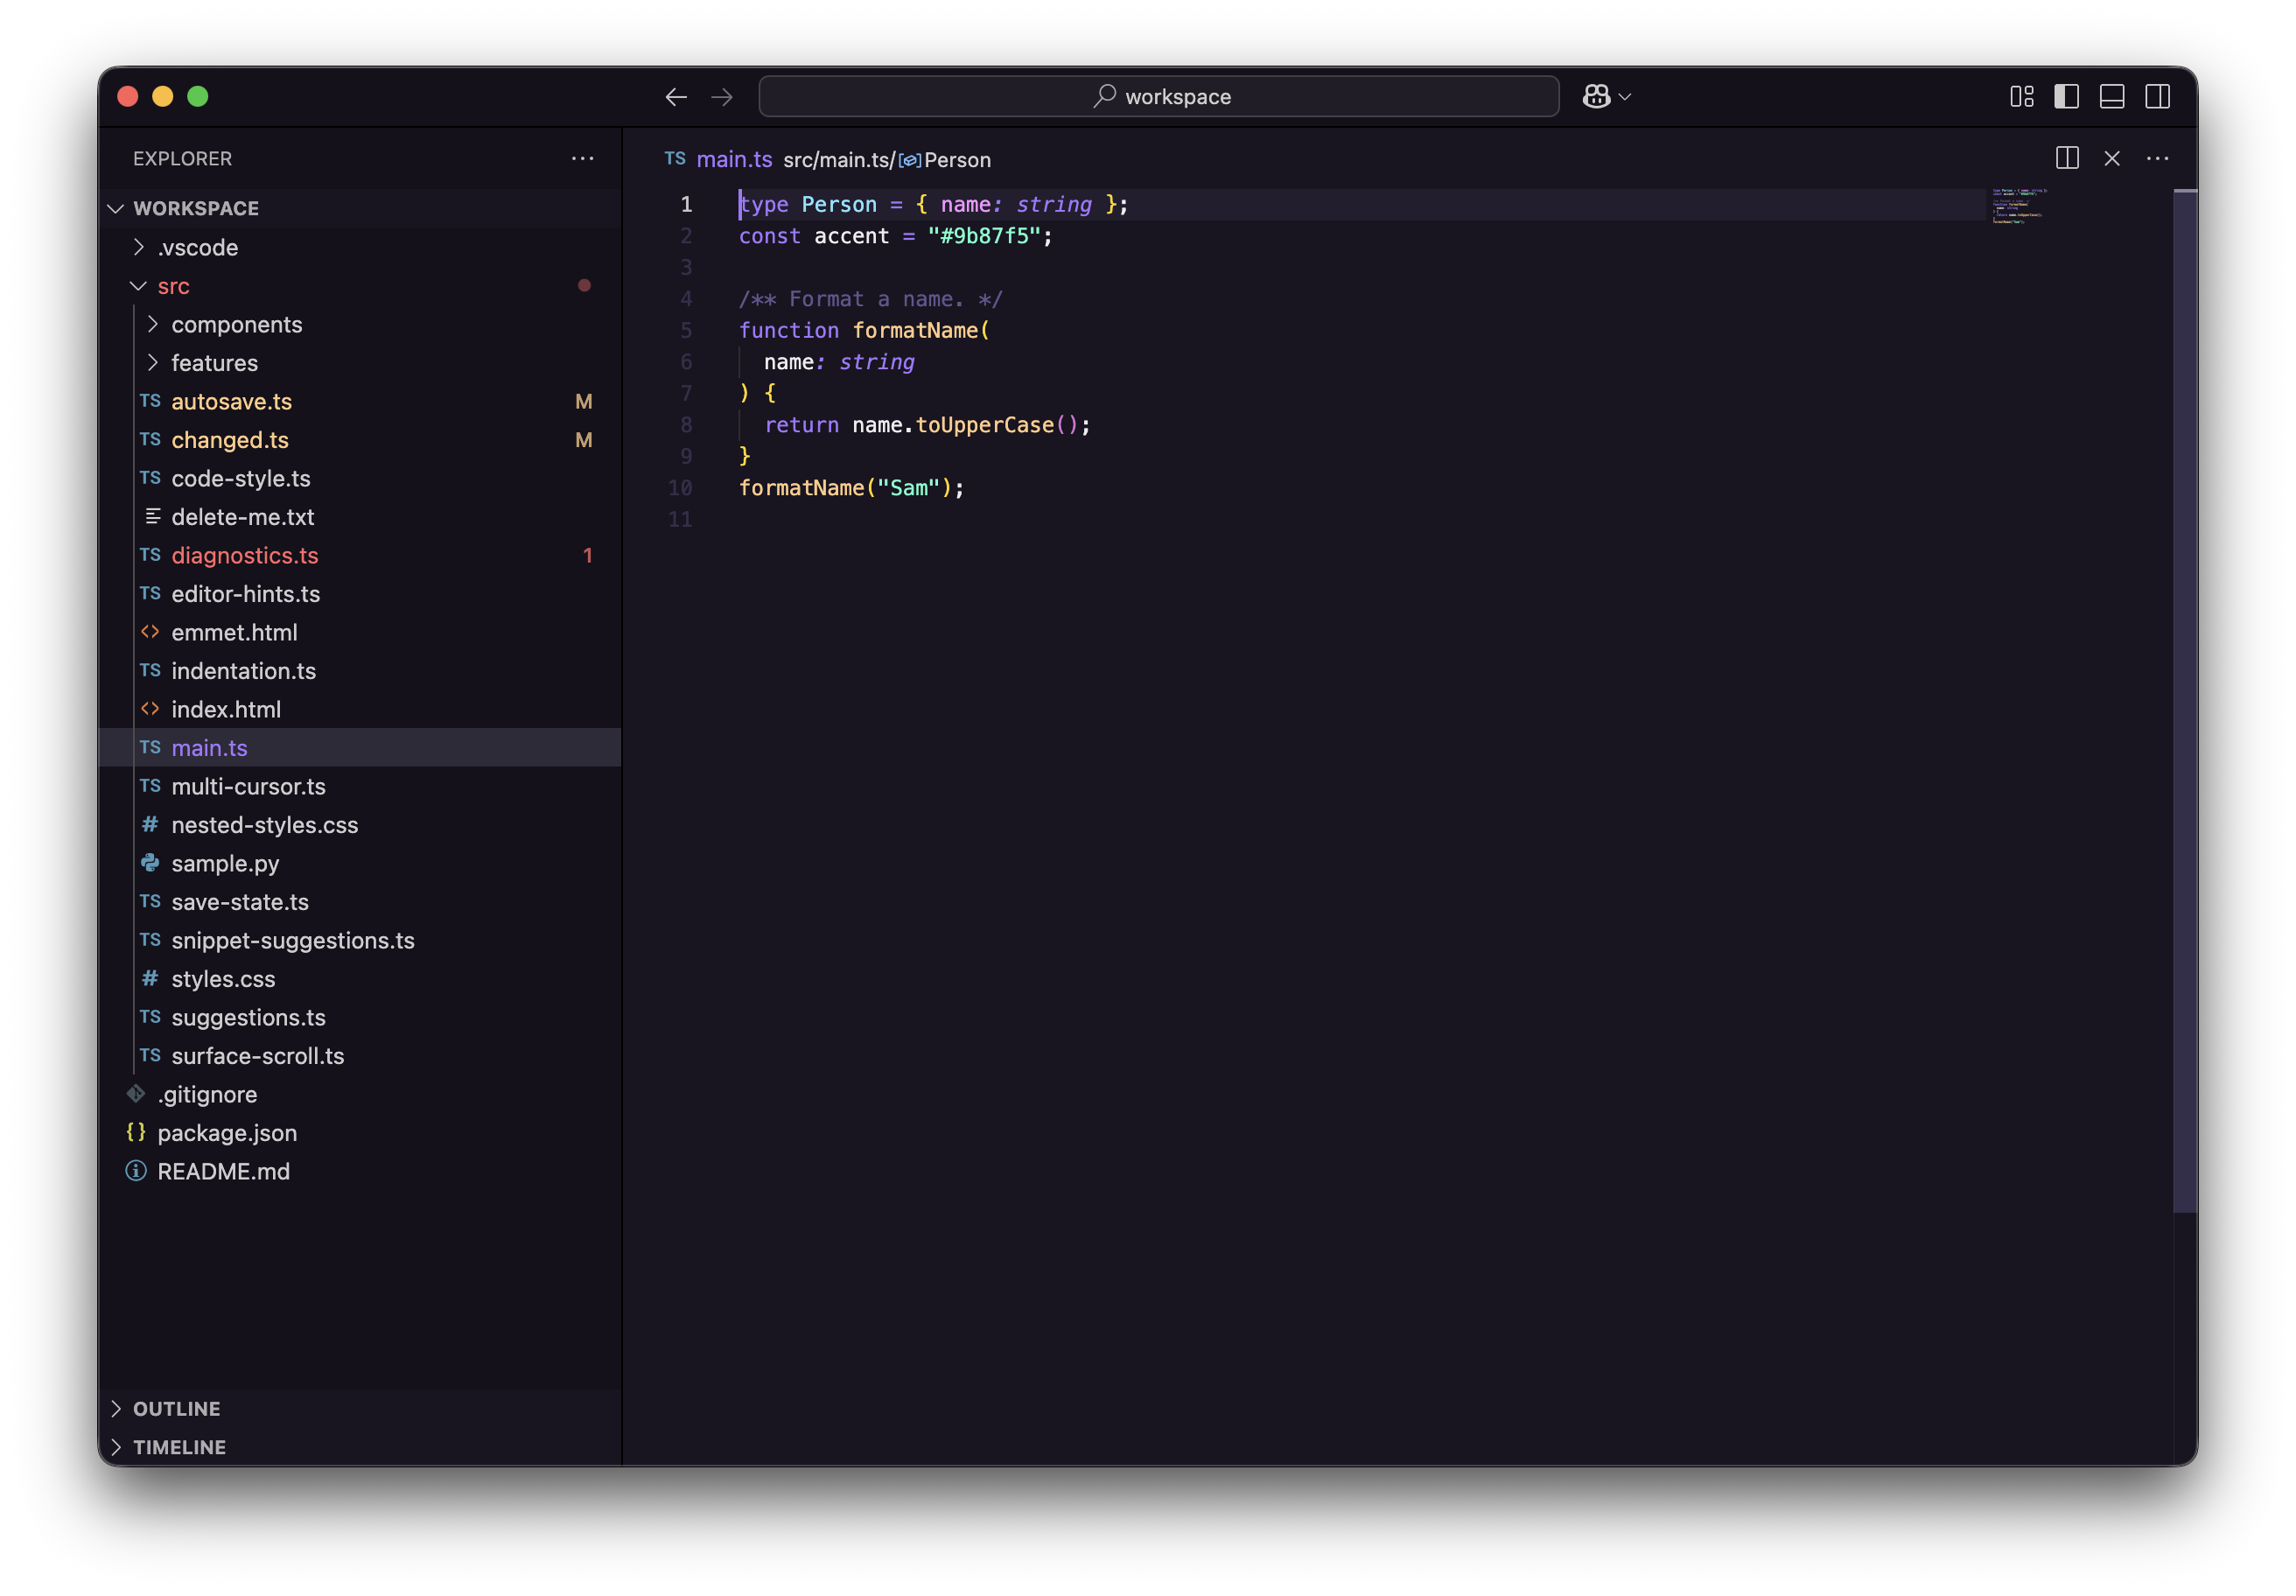 workspace
EXPLORER
WORKSPACE
.vscode
src
components
features
TS autosave.ts M
TS changed.ts M
TS code-style.ts
delete-me.txt
TS diagnostics.ts 1
TS editor-hints.ts
<> emmet.html
TS indentation.ts
<> index.html
TS main.ts
TS multi-cursor.ts
# nested-styles.css
sample.py
TS save-state.ts
TS snippet-suggestions.ts
# styles.css
TS suggestions.ts
TS surface-scroll.ts
.gitignore
{} package.json
README.md
OUTLINE
TIMELINE
TS main.ts src/main.ts/Person
1 type Person = { name: string };
2 const accent = "#9b87f5";
3
4 /** Format a name. */
5 function formatName(
6   name: string
7 ) {
8   return name.toUpperCase();
9 }
10 formatName("Sam");
11